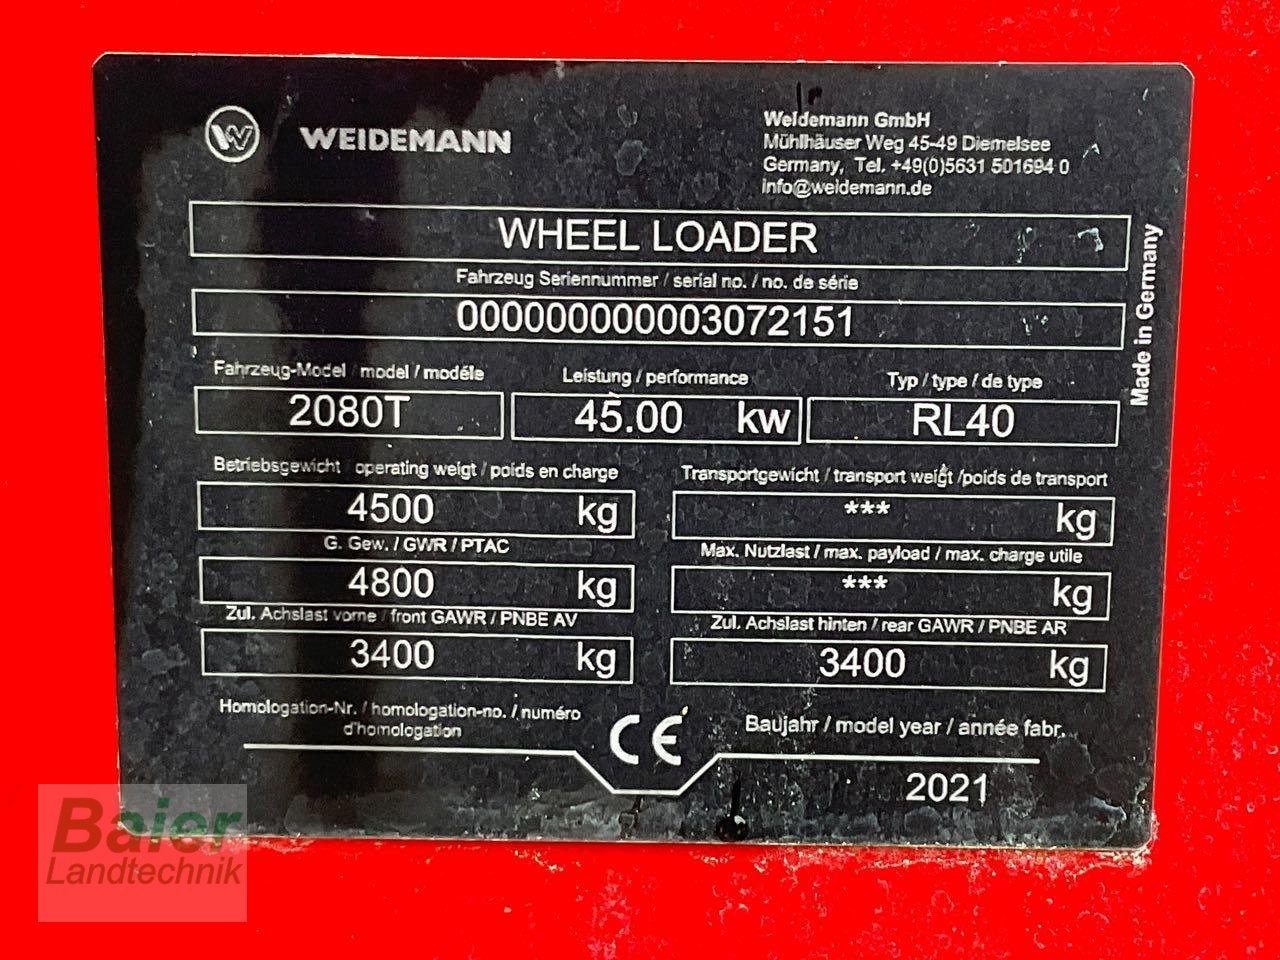 WEIDEMANN
Weidemann GmbH
Mühlhäuser Weg 45-49 Diemelsee
Germany, Tel. +49(0)5631 501694 0
info@weidemann.de
WHEEL LOADER
Fahrzeug Seriennummer / serial no. / no. de série
000000000003072151
Made in Germany
Fahrzeug-Model / model / modéle
Leistung / performance
Typ / type / de type
2080T
45.00 kw
RL40
Betriebsgewicht operating weigt / poids en charge
Transportgewicht / transport weigt /poids de transport
4500 kg
*** kg
G. Gew. / GWR / PTAC
Max. Nutzlast / max. payload / max. charge utile
4800 kg
*** kg
Zul. Achslast vorne / front GAWR / PNBE AV
Zul. Achslast hinten / rear GAWR / PNBE AR
3400 kg
3400 kg
Homologation-Nr. / homologation-no. / numéro
d'homologation
CE
Baujahr / model year / année fabr.
2021
Baier
Landtechnik